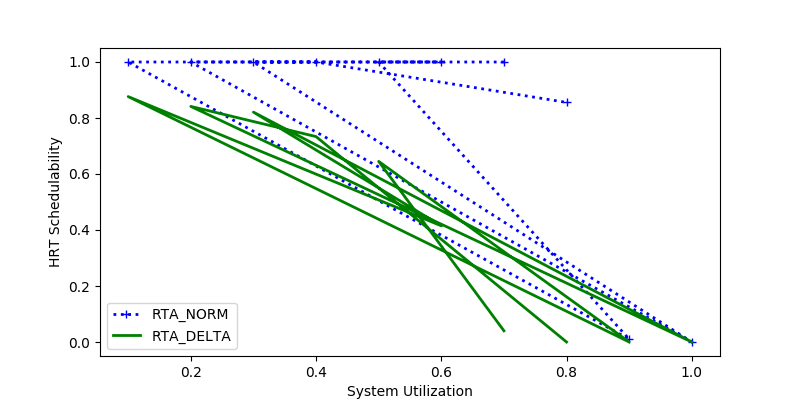 1.0
0.8
0.6
0.4
0.2
0.0
HRT Schedulability
RTA_NORM
RTA_DELTA
0.2 0.4 0.6 0.8 1.0
System Utilization